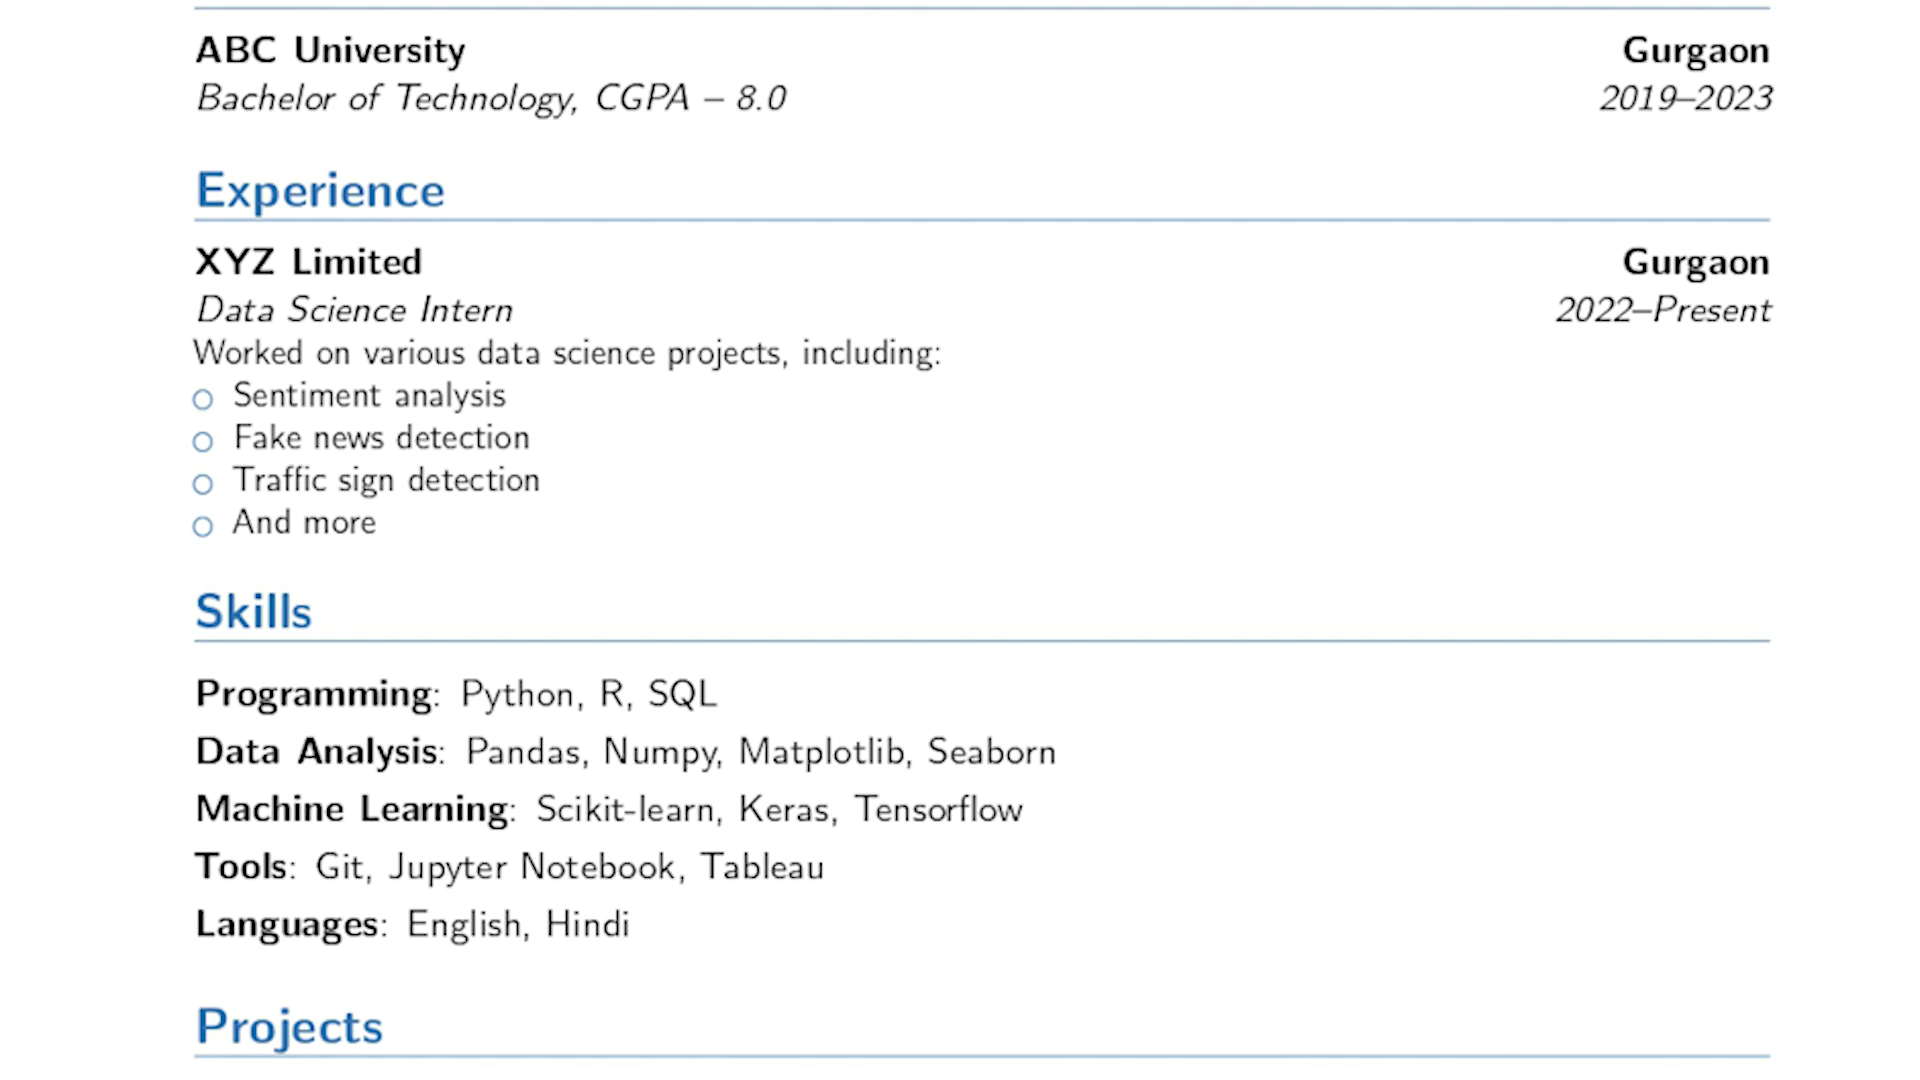 ABC University Gurgaon
Bachelor of Technology, CGPA – 8.0 2019–2023
Experience
XYZ Limited Gurgaon
Data Science Intern 2022–Present
Worked on various data science projects, including:
Sentiment analysis
Fake news detection
Traffic sign detection
And more
Skills
Programming: Python, R, SQL
Data Analysis: Pandas, Numpy, Matplotlib, Seaborn
Machine Learning: Scikit-learn, Keras, Tensorflow
Tools: Git, Jupyter Notebook, Tableau
Languages: English, Hindi
Projects